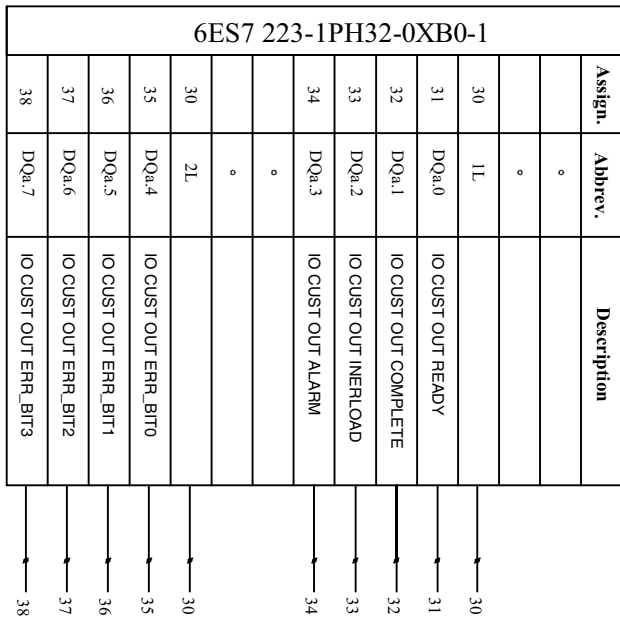 6ES7 223-1PH32-0XB0-1
Assign. Abbrev. Description
°
°
30 1L 30
31 DQa.0 IO CUST OUT READY 31
32 DQa.1 IO CUST OUT COMPLETE 32
33 DQa.2 IO CUST OUT INERLOAD 33
34 DQa.3 IO CUST OUT ALARM 34
°
°
30 2L 30
35 DQa.4 IO CUST OUT ERR_BIT0 35
36 DQa.5 IO CUST OUT ERR_BIT1 36
37 DQa.6 IO CUST OUT ERR_BIT2 37
38 DQa.7 IO CUST OUT ERR_BIT3 38